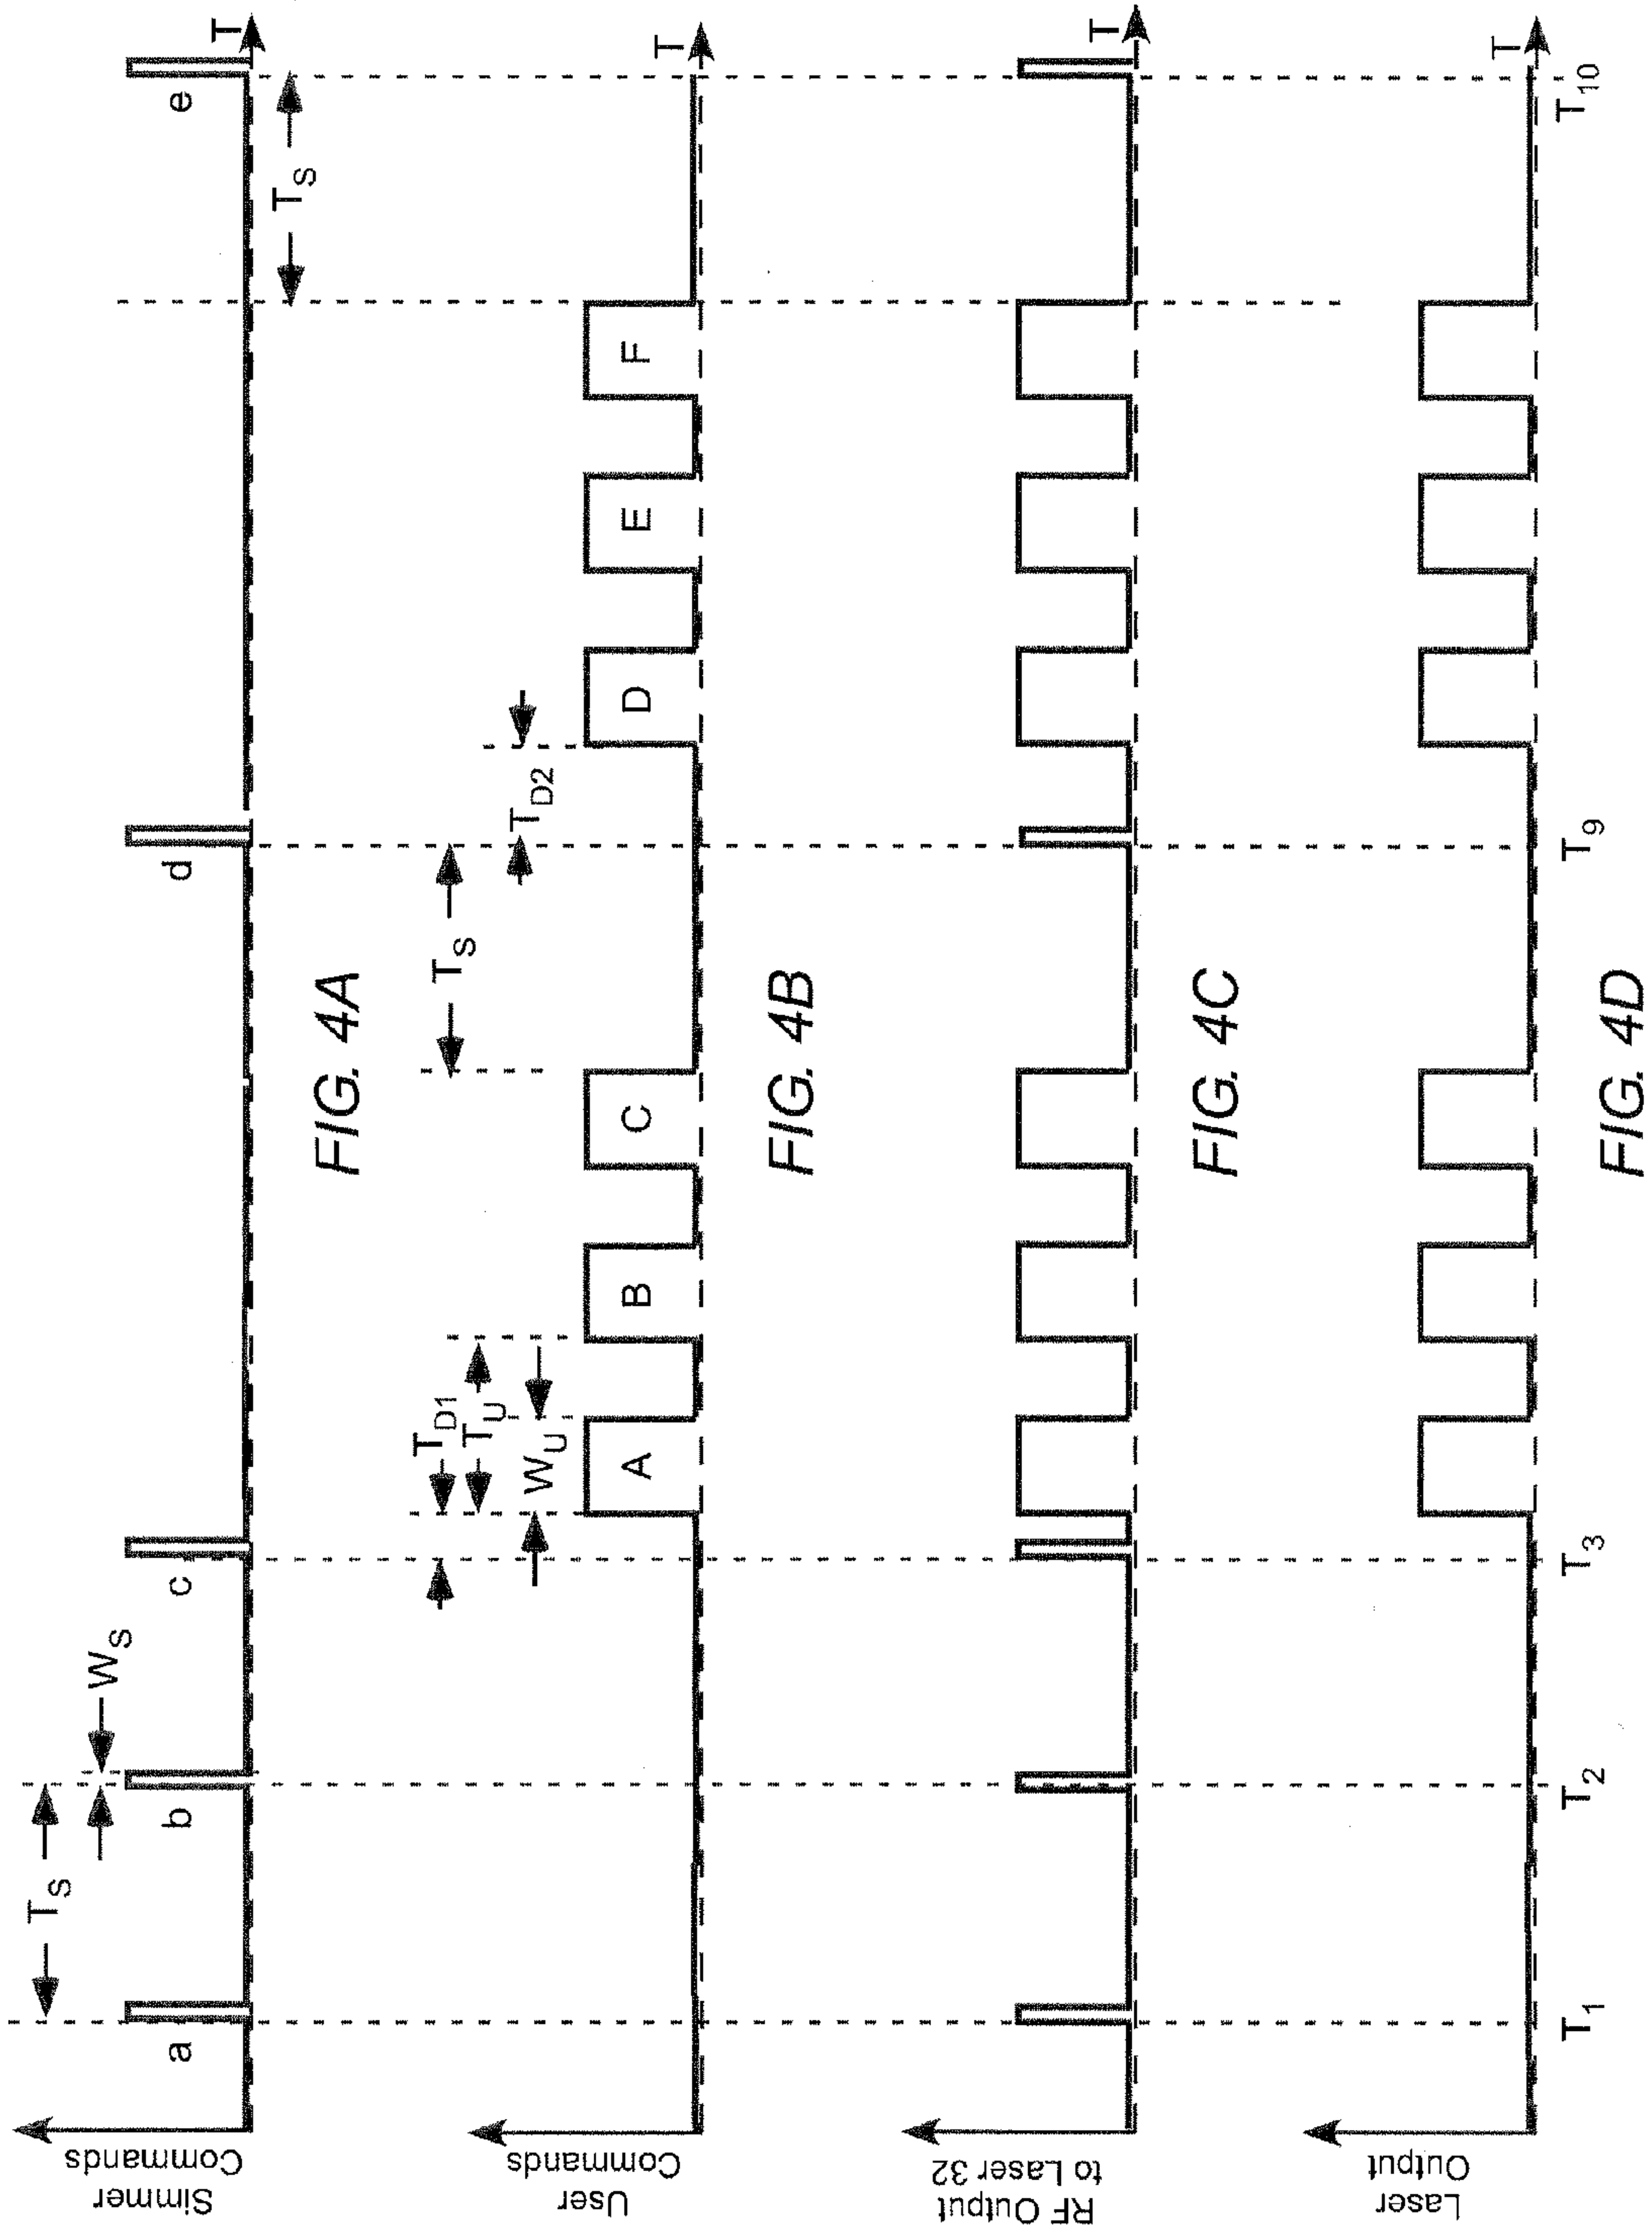 Simmer
Commands
T_S
W_S
a
b
c
d
e
T_S
T
FIG. 4A
User
Commands
T_D1
T_U
W_U
T_S
T_D2
A
B
C
D
E
F
T
FIG. 4B
RF Output
to Laser 32
T
FIG. 4C
Laser
Output
T
T_1
T_2
T_3
T_9
T_10
FIG. 4D